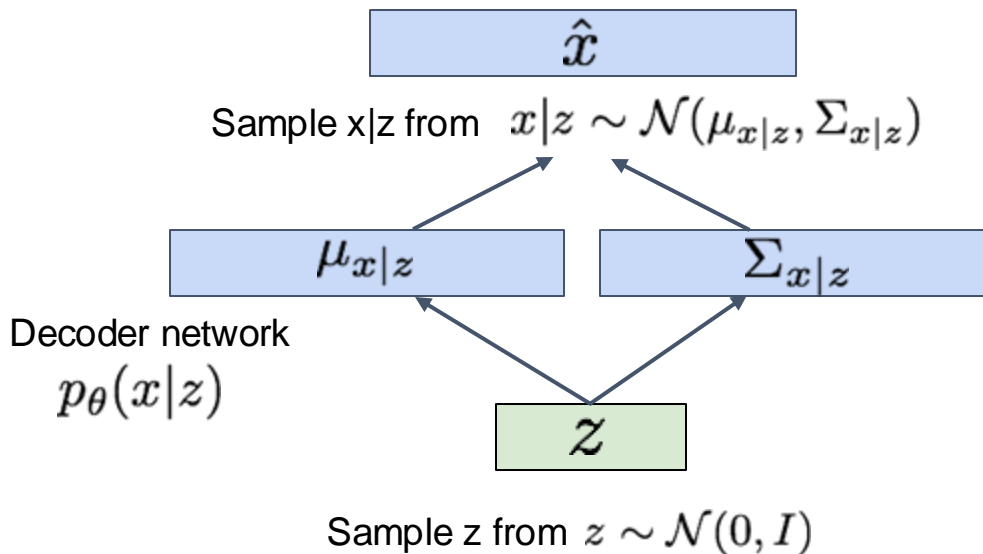 x̂
Sample x|z from x|z ∼ 𝒩(μ_{x|z}, Σ_{x|z})
μ_{x|z}
Σ_{x|z}
Decoder network
p_θ(x|z)
z
Sample z from z ∼ 𝒩(0, I)